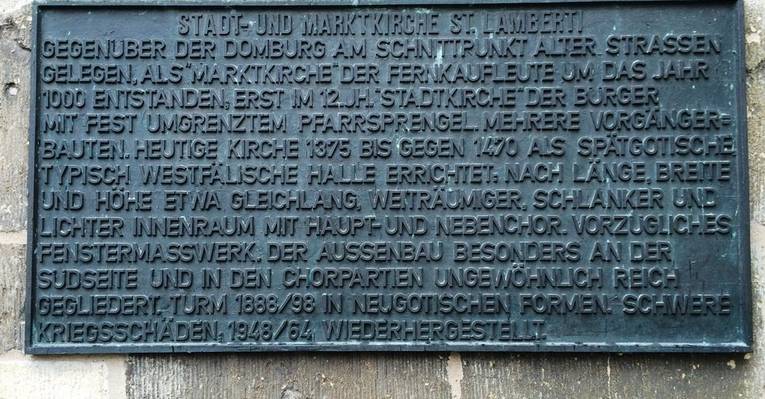 STADT- UND MARKTKIRCHE ST. LAMBERTI
GEGENÜBER DER DOMBURG AM SCHNITTPUNKT ALTER STRASSEN
GELEGEN, ALS "MARKTKIRCHE" DER FERNKAUFLEUTE UM DAS JAHR
1000 ENTSTANDEN, ERST IM 12. JH. "STADTKIRCHE" DER BÜRGER
MIT FEST UMGRENZTEM PFARRSPRENGEL. MEHRERE VORGÄNGER=
BAUTEN. HEUTIGE KIRCHE 1375 BIS GEGEN 1470 ALS SPÄTGOTISCHE
TYPISCH WESTFÄLISCHE HALLE ERRICHTET: NACH LÄNGE, BREITE
UND HÖHE ETWA GLEICHLANG. WETRÄUMIGER, SCHLANKER UND
LICHTER INNENRAUM MIT HAUPT- UND NEBENCHOR. VORZÜGLICHES
FENSTERMASSWERK. DER AUSSENBAU BESONDERS AN DER
SÜDSEITE UND IN DEN CHORPARTIEN UNGEWÖHNLICH REICH
GEGLIEDERT. TURM 1888/98 IN NEUGOTISCHEN FORMEN. SCHWERE
KRIEGSSCHÄDEN, 1948/64 WIEDERHERGESTELLT.